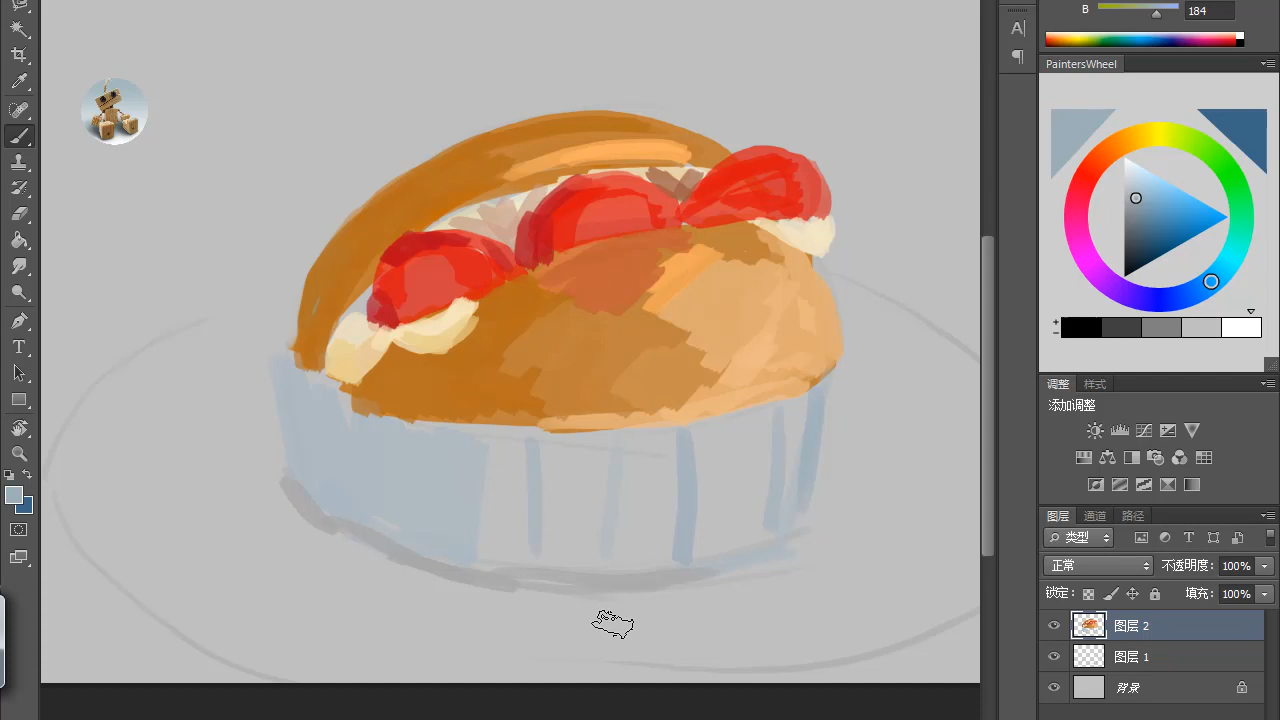 B 184
A|
PaintersWheel
调整 样式
添加调整
图层 通道 路径
类型
正常 不透明度: 100%
锁定: 填充: 100%
图层 2
图层 1
背景
T